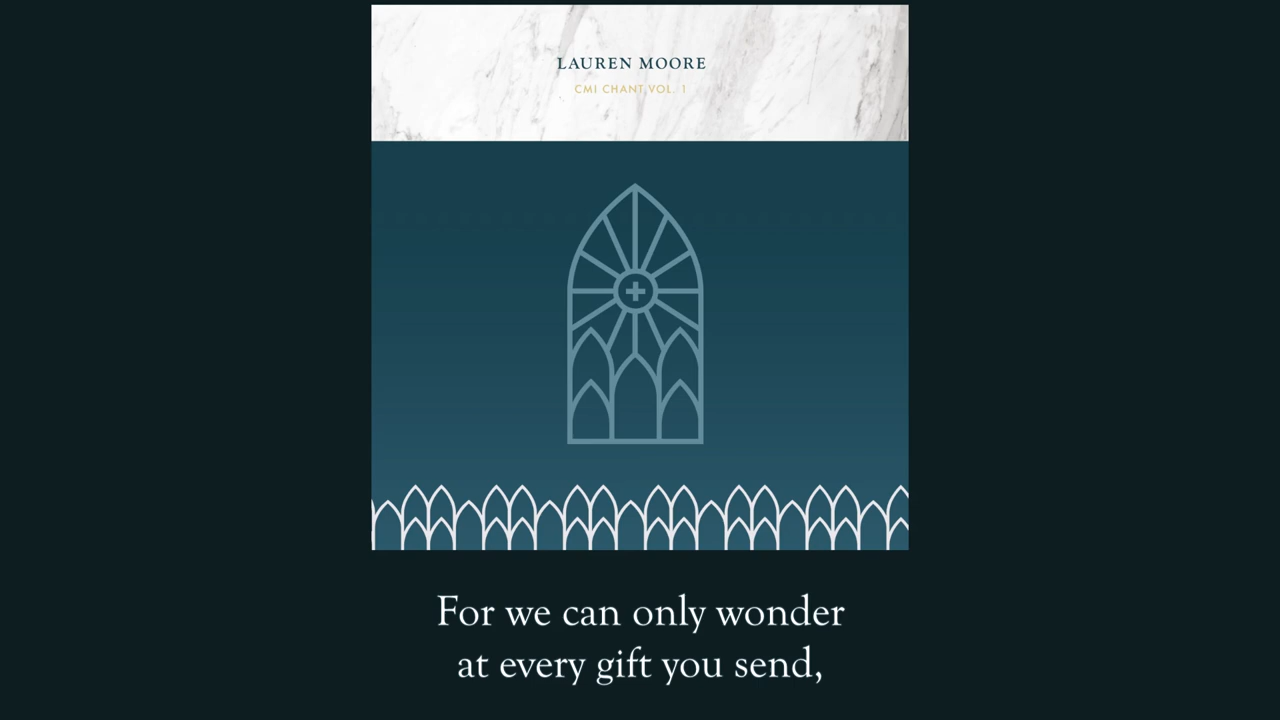 LAUREN MOORE
CMI CHANT VOL. 1
For we can only wonder
at every gift you send,